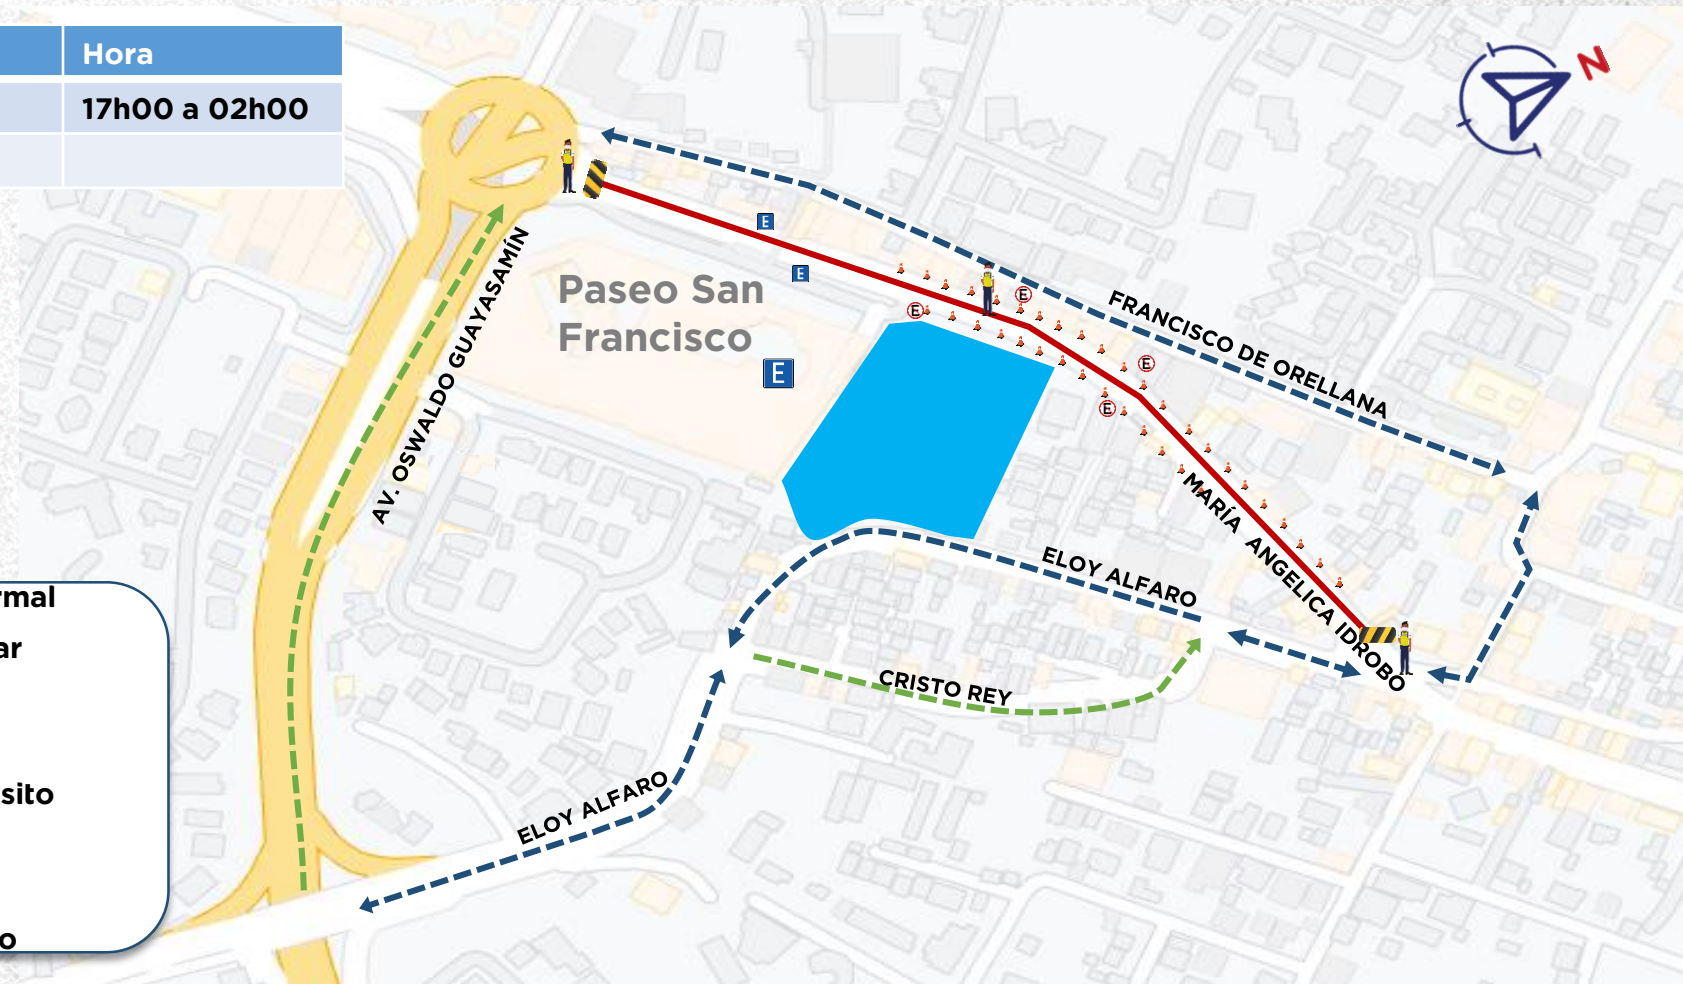 Hora
17h00 a 02h00
N
E
E
Paseo San
Francisco
E
E
E
E
E
FRANCISCO DE ORELLANA
AV. OSWALDO GUAYASAMÍN
MARÍA ANGELICA IDROBO
ELOY ALFARO
CRISTO REY
ELOY ALFARO
rmal
ar
sito
o